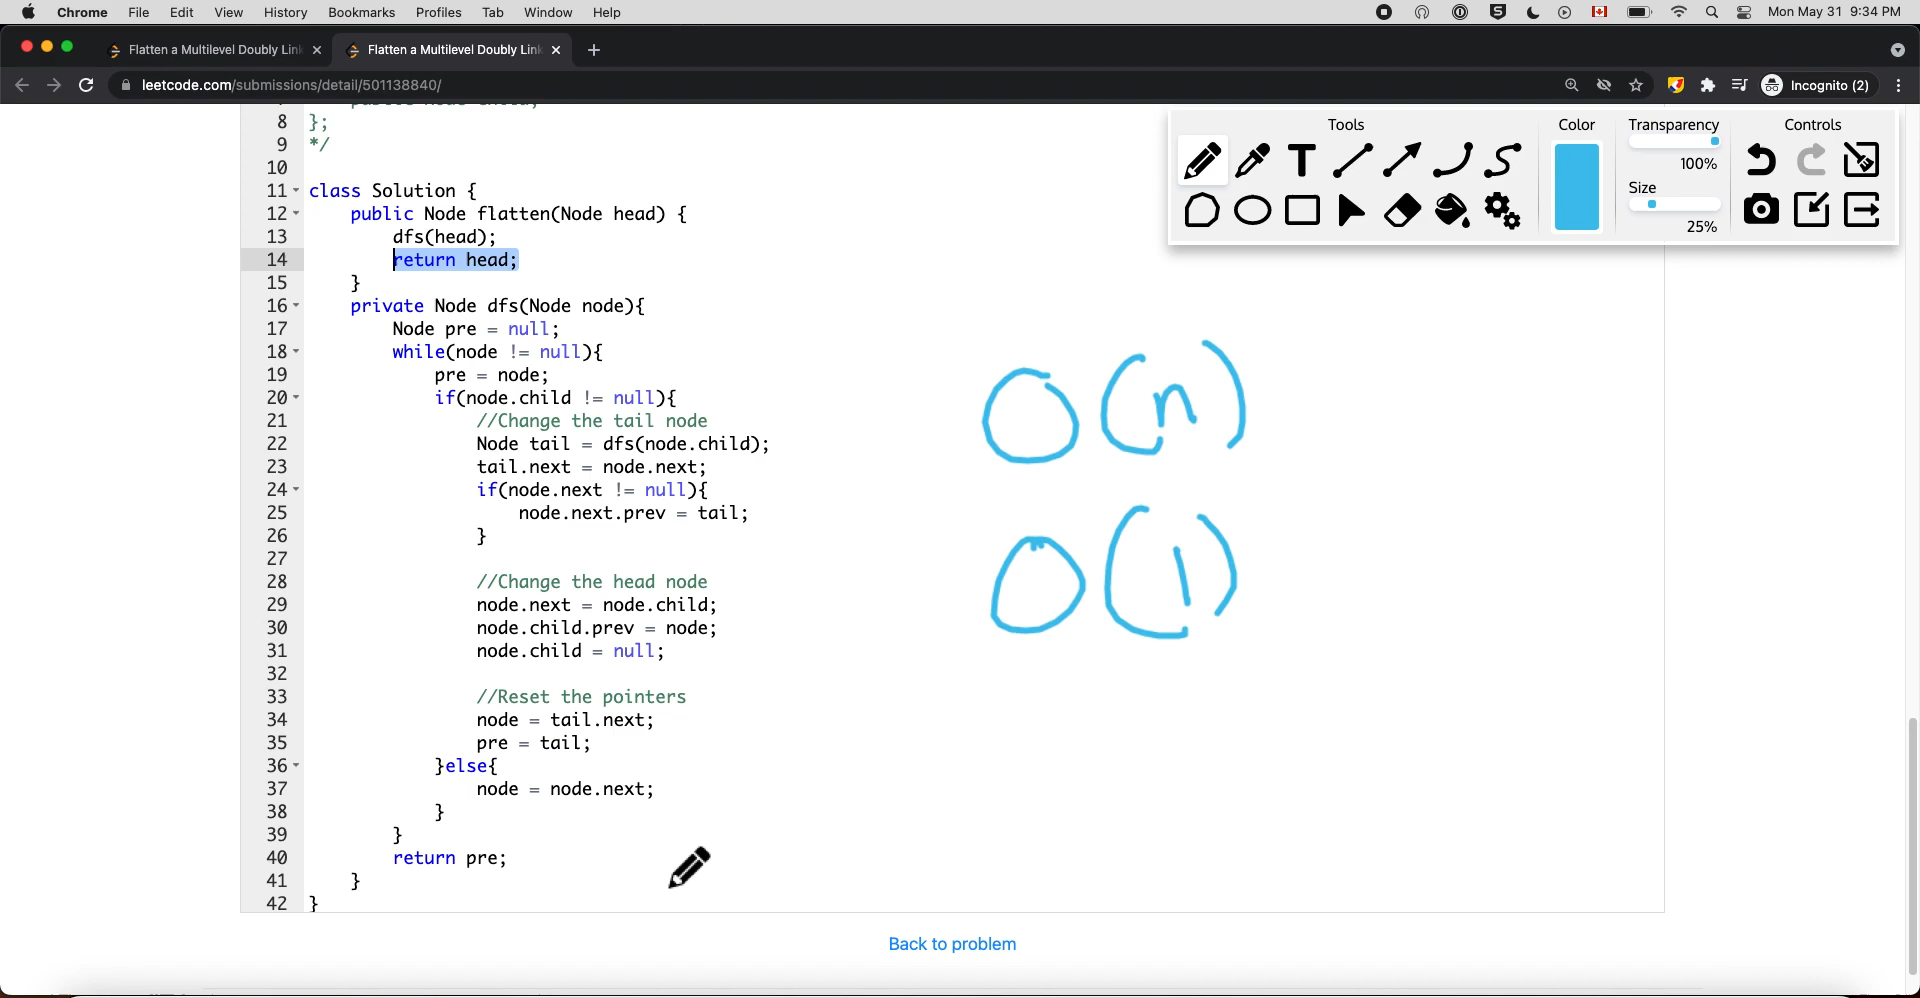 Chrome File Edit View History Bookmarks Profiles Tab Window Help Mon May 31 9:34 PM
Flatten a Multilevel Doubly Link Flatten a Multilevel Doubly Link
leetcode.com/submissions/detail/501138840/ Incognito (2)
Tools Color Transparency Controls
100%
Size
25%
8 };
9 */
10
11 class Solution {
12 public Node flatten(Node head) {
13 dfs(head);
14 return head;
15 }
16 private Node dfs(Node node){
17 Node pre = null;
18 while(node != null){
19 pre = node;
20 if(node.child != null){
21 //Change the tail node
22 Node tail = dfs(node.child);
23 tail.next = node.next;
24 if(node.next != null){
25 node.next.prev = tail;
26 }
27
28 //Change the head node
29 node.next = node.child;
30 node.child.prev = node;
31 node.child = null;
32
33 //Reset the pointers
34 node = tail.next;
35 pre = tail;
36 }else{
37 node = node.next;
38 }
39 }
40 return pre;
41 }
42 }
O(n)
O(1)
Back to problem